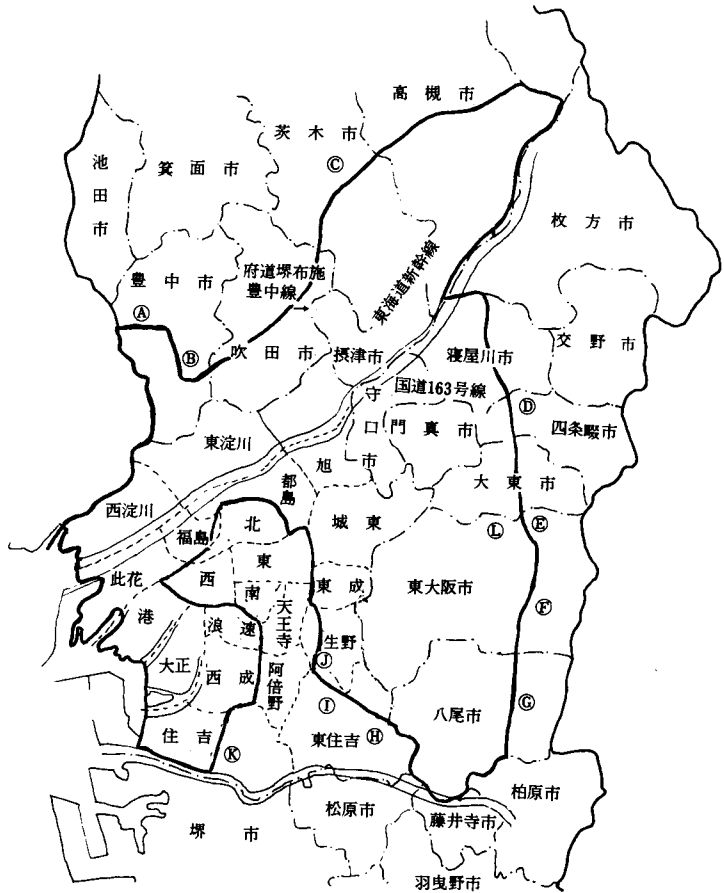 高槻市
茨木市
Ⓒ
池田市
箕面市
枚方市
豊中市
府道堺布施
豊中線
東海道新幹線
Ⓐ
Ⓑ
吹田市
摂津市
寝屋川市
交野市
守口市
国道163号線
Ⓓ
門真市
四条畷市
東淀川
旭
都島
大東市
西淀川
福島
北
城東
Ⓛ
Ⓔ
此花
西
東
東成
東大阪市
港
南
天王寺
Ⓕ
浪速
生野
大正
西成
阿倍野
Ⓙ
Ⓘ
八尾市
Ⓖ
住吉
Ⓚ
東住吉
Ⓗ
柏原市
松原市
藤井寺市
堺市
羽曳野市